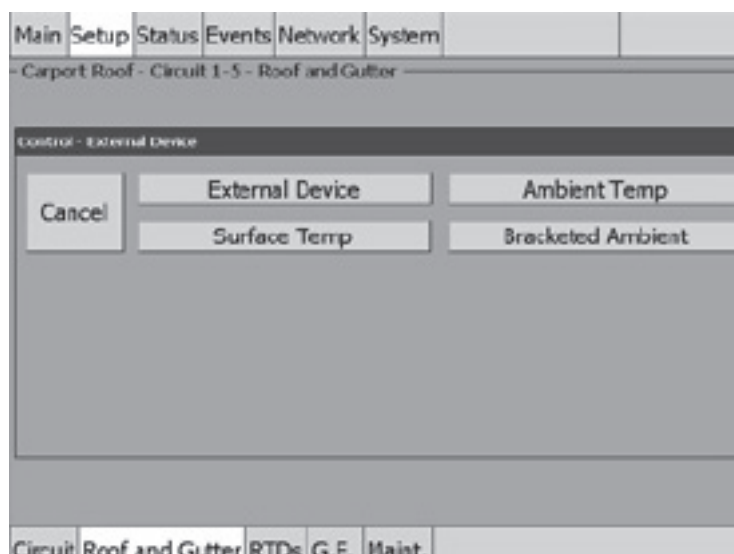 Main Setup Status Events Network System
Carport Roof - Circuit 1-5 - Roof and Gutter
Control - External Device
Cancel
External Device
Ambient Temp
Surface Temp
Bracketed Ambient
Circuit Roof and Gutter RTDs G.F. Maint.